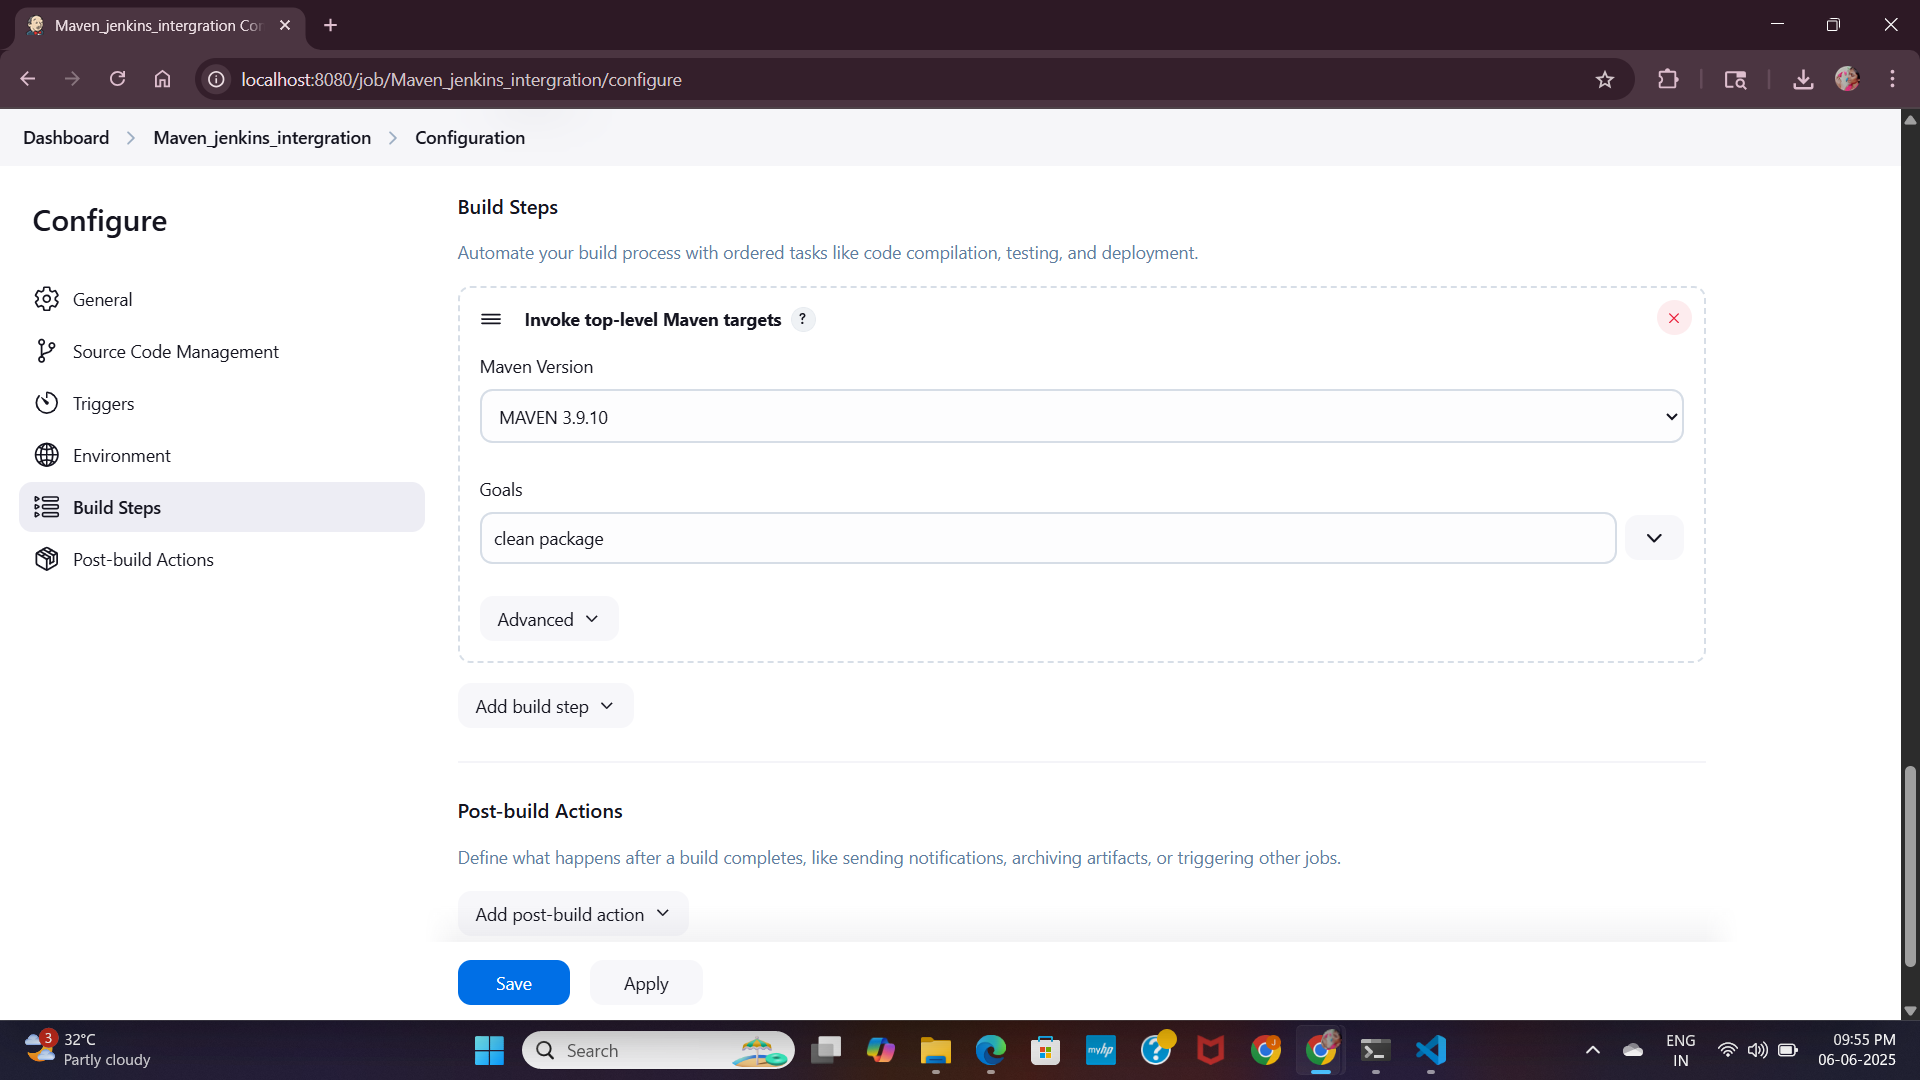 Maven_jenkins_intergration Con
localhost:8080/job/Maven_jenkins_intergration/configure
Dashboard
Maven_jenkins_intergration
Configuration
Configure
General
Source Code Management
Triggers
Environment
Build Steps
Post-build Actions
Build Steps
Automate your build process with ordered tasks like code compilation, testing, and deployment.
Invoke top-level Maven targets
?
Maven Version
MAVEN 3.9.10
Goals
clean package
Advanced
Add build step
Post-build Actions
Define what happens after a build completes, like sending notifications, archiving artifacts, or triggering other jobs.
Add post-build action
Save
Apply
3
32°C
Partly cloudy
Search
myhp
ENG
IN
09:55 PM
06-06-2025